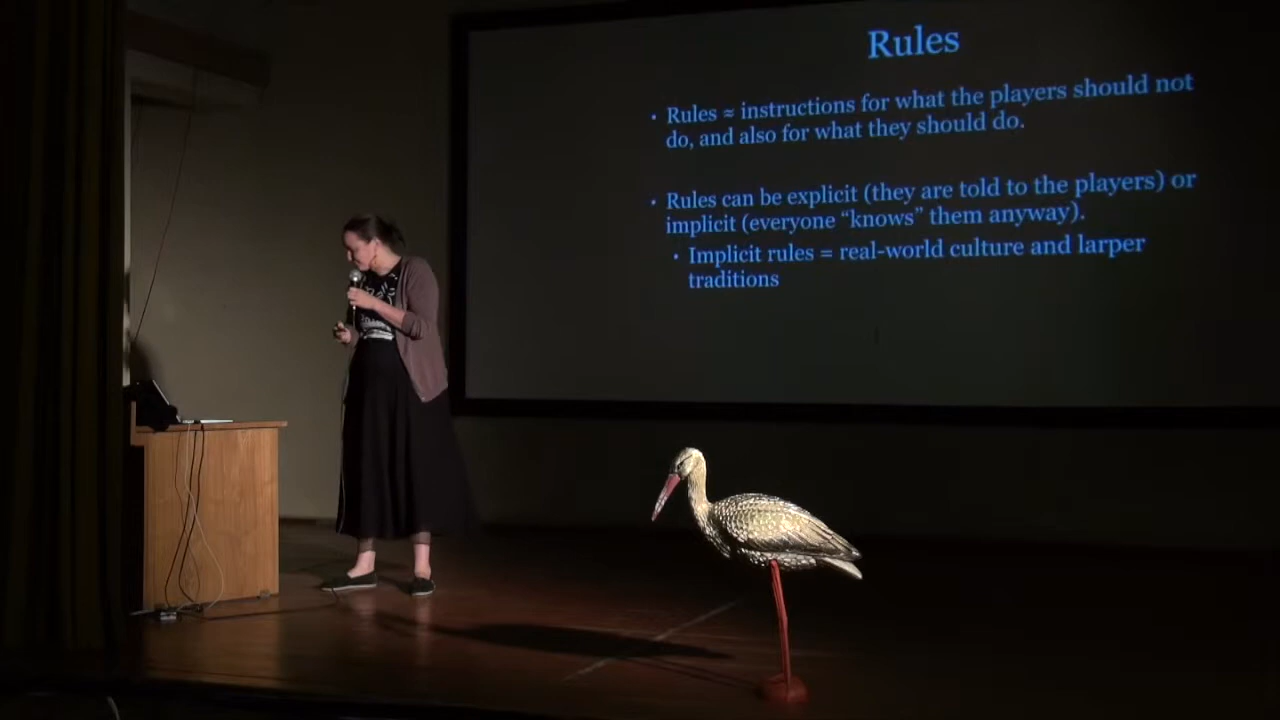 Rules
• Rules ≈ instructions for what the players should not
do, and also for what they should do.
• Rules can be explicit (they are told to the players) or
implicit (everyone “knows” them anyway).
• Implicit rules = real-world culture and larper
traditions